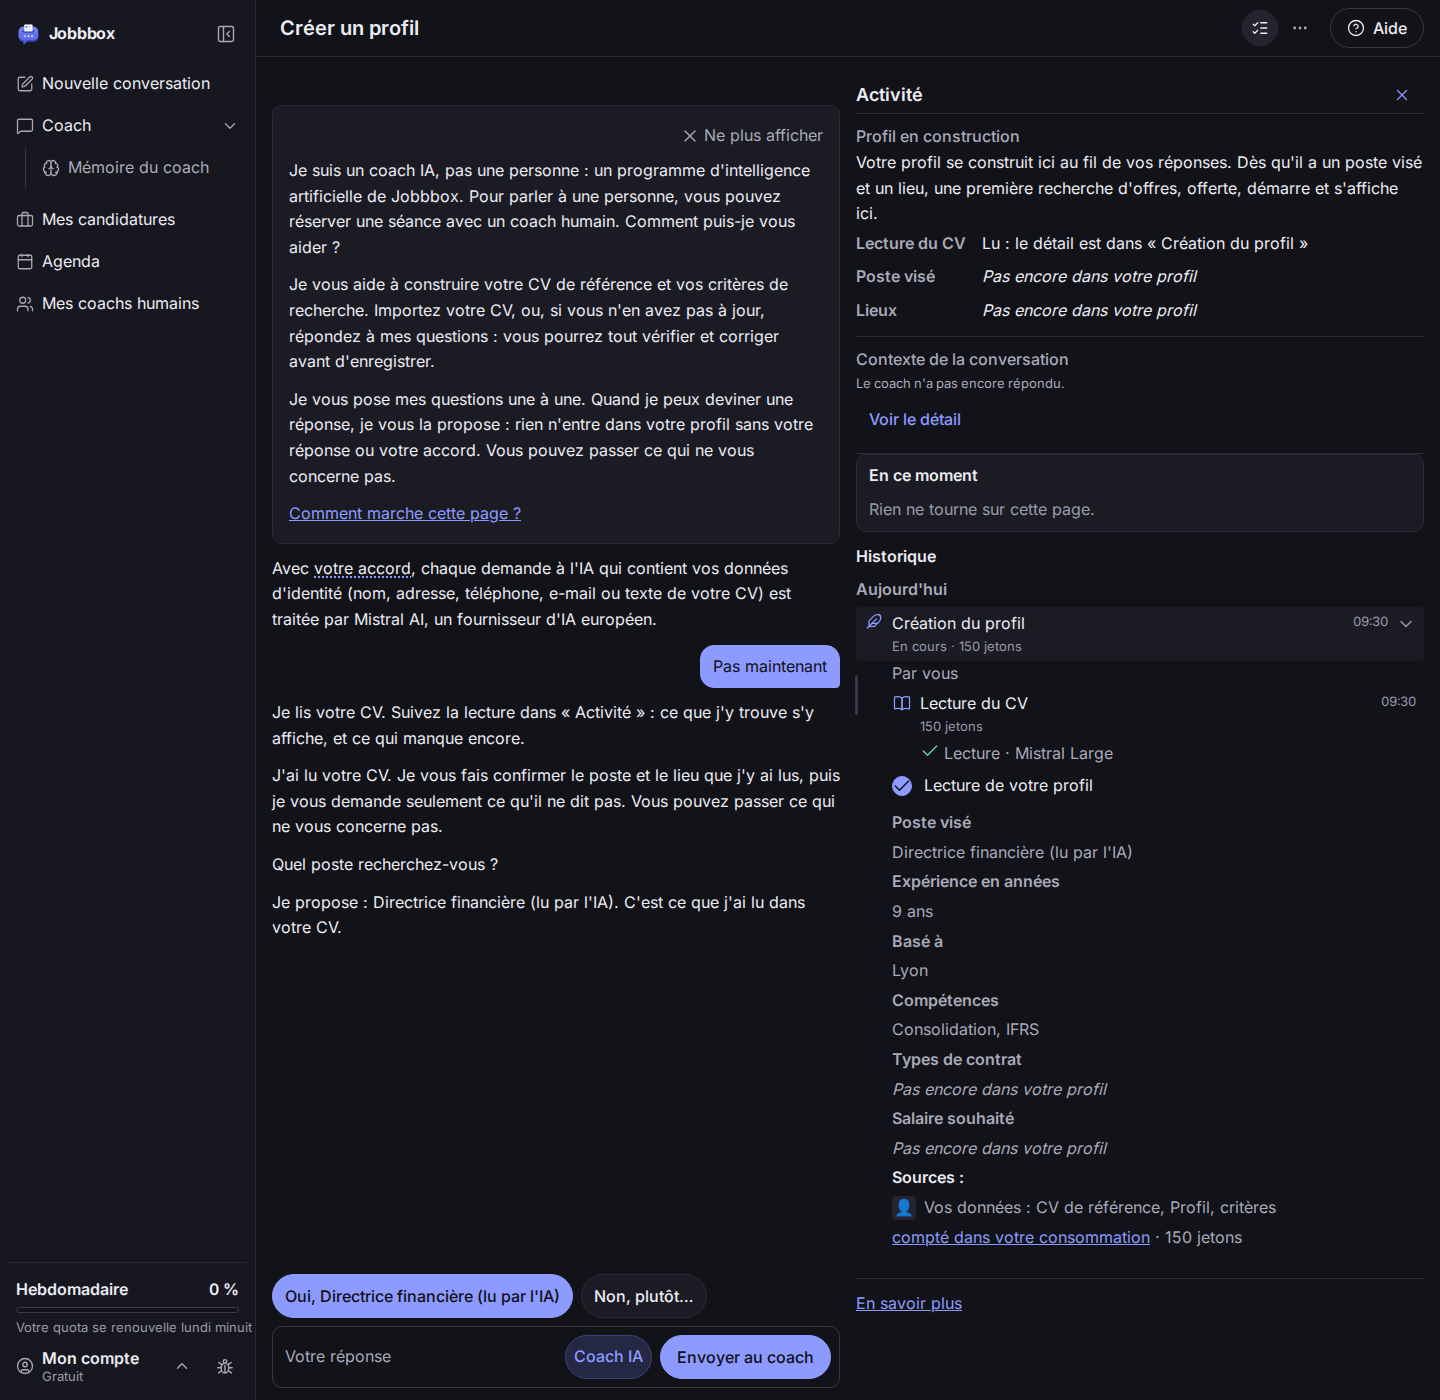 Jobbbox
Nouvelle conversation
Coach
Mémoire du coach
Mes candidatures
Agenda
Mes coachs humains
Hebdomadaire
0 %
Votre quota se renouvelle lundi minuit
Mon compte
Gratuit
Créer un profil
Aide
Ne plus afficher
Je suis un coach IA, pas une personne : un programme d'intelligence
artificielle de Jobbbox. Pour parler à une personne, vous pouvez
réserver une séance avec un coach humain. Comment puis-je vous
aider ?
Je vous aide à construire votre CV de référence et vos critères de
recherche. Importez votre CV, ou, si vous n'en avez pas à jour,
répondez à mes questions : vous pourrez tout vérifier et corriger
avant d'enregistrer.
Je vous pose mes questions une à une. Quand je peux deviner une
réponse, je vous la propose : rien n'entre dans votre profil sans votre
réponse ou votre accord. Vous pouvez passer ce qui ne vous
concerne pas.
Comment marche cette page ?
Avec votre accord, chaque demande à l'IA qui contient vos données
d'identité (nom, adresse, téléphone, e-mail ou texte de votre CV) est
traitée par Mistral AI, un fournisseur d'IA européen.
Pas maintenant
Je lis votre CV. Suivez la lecture dans « Activité » : ce que j'y trouve s'y
affiche, et ce qui manque encore.
J'ai lu votre CV. Je vous fais confirmer le poste et le lieu que j'y ai lus, puis
je vous demande seulement ce qu'il ne dit pas. Vous pouvez passer ce qui
ne vous concerne pas.
Quel poste recherchez-vous ?
Je propose : Directrice financière (lu par l'IA). C'est ce que j'ai lu dans
votre CV.
Oui, Directrice financière (lu par l'IA)
Non, plutôt...
Votre réponse
Coach IA
Envoyer au coach
Activité
Profil en construction
Votre profil se construit ici au fil de vos réponses. Dès qu'il a un poste visé
et un lieu, une première recherche d'offres, offerte, démarre et s'affiche
ici.
Lecture du CV
Lu : le détail est dans « Création du profil »
Poste visé
Pas encore dans votre profil
Lieux
Pas encore dans votre profil
Contexte de la conversation
Le coach n'a pas encore répondu.
Voir le détail
En ce moment
Rien ne tourne sur cette page.
Historique
Aujourd'hui
Création du profil
09:30
En cours · 150 jetons
Par vous
Lecture du CV
09:30
150 jetons
Lecture · Mistral Large
Lecture de votre profil
Poste visé
Directrice financière (lu par l'IA)
Expérience en années
9 ans
Basé à
Lyon
Compétences
Consolidation, IFRS
Types de contrat
Pas encore dans votre profil
Salaire souhaité
Pas encore dans votre profil
Sources :
Vos données : CV de référence, Profil, critères
compté dans votre consommation · 150 jetons
En savoir plus